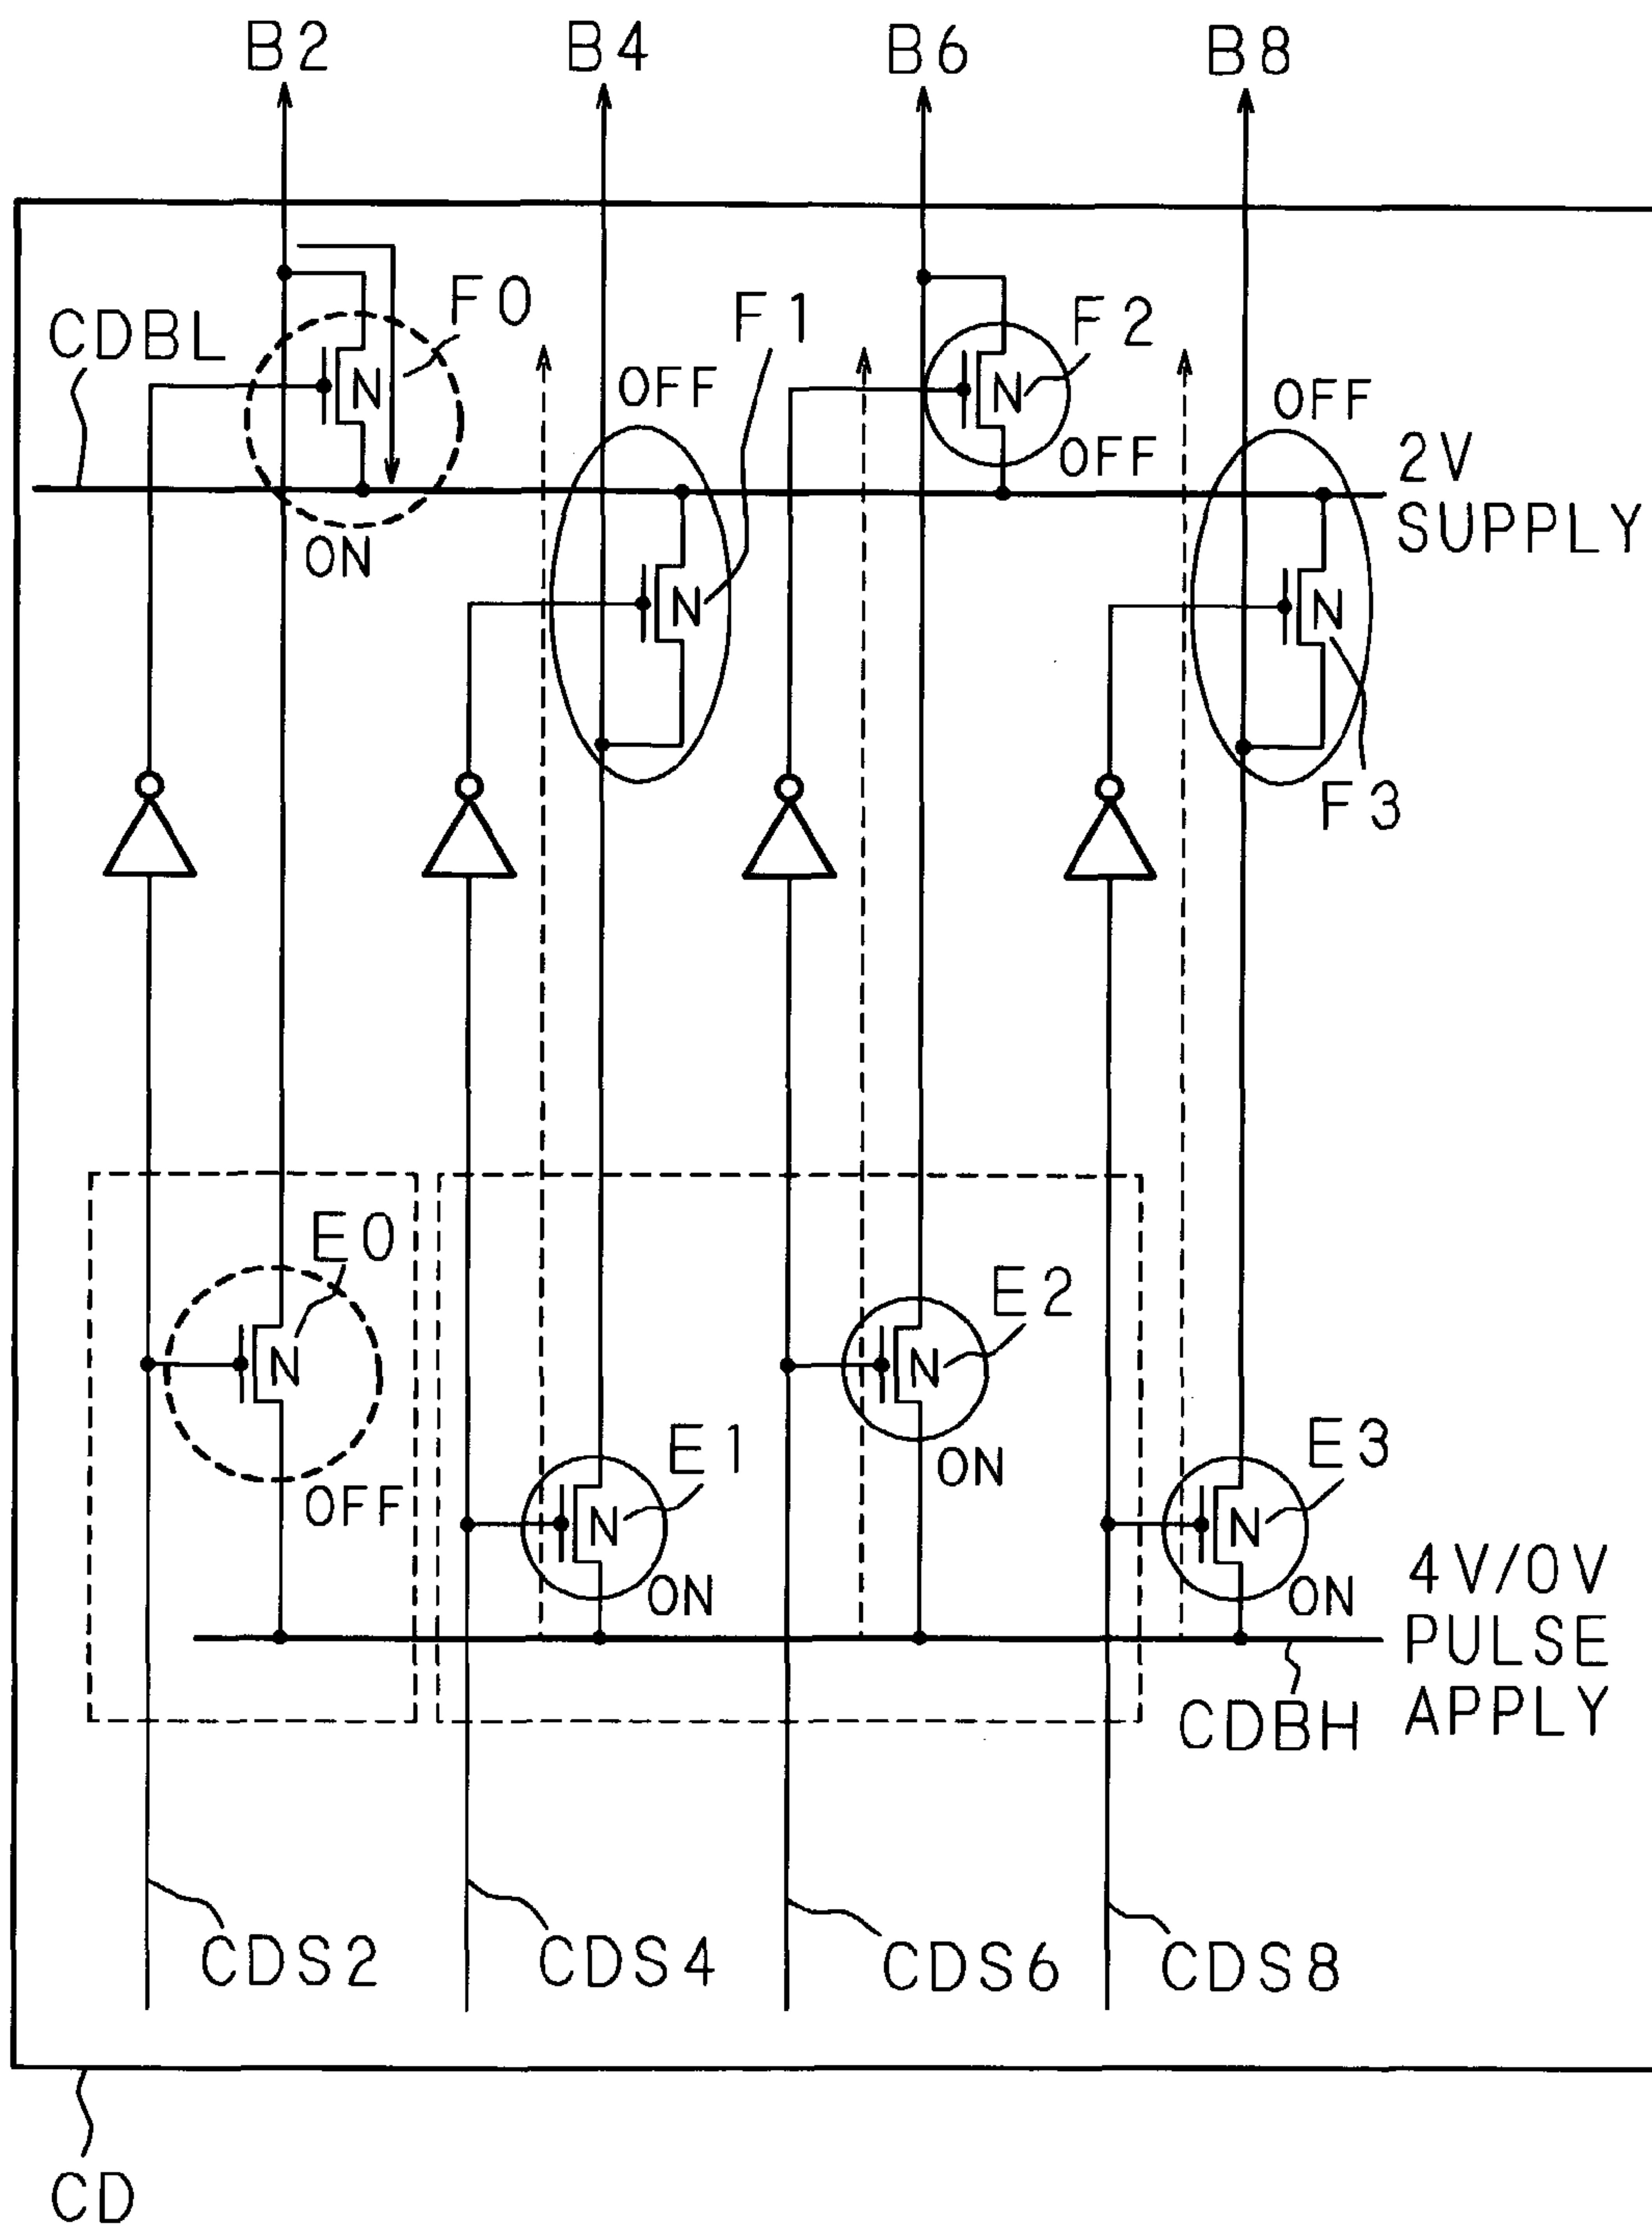 B2 B4 B6 B8
F0
F1
F2
CDBL
OFF
OFF
N
N
OFF
2V
SUPPLY
ON
N
N
F3
E0
N
OFF
E2
N
ON
E1
N
ON
E3
N
ON
4V/0V
PULSE
APPLY
CDBH
CDS2 CDS4 CDS6 CDS8
CD